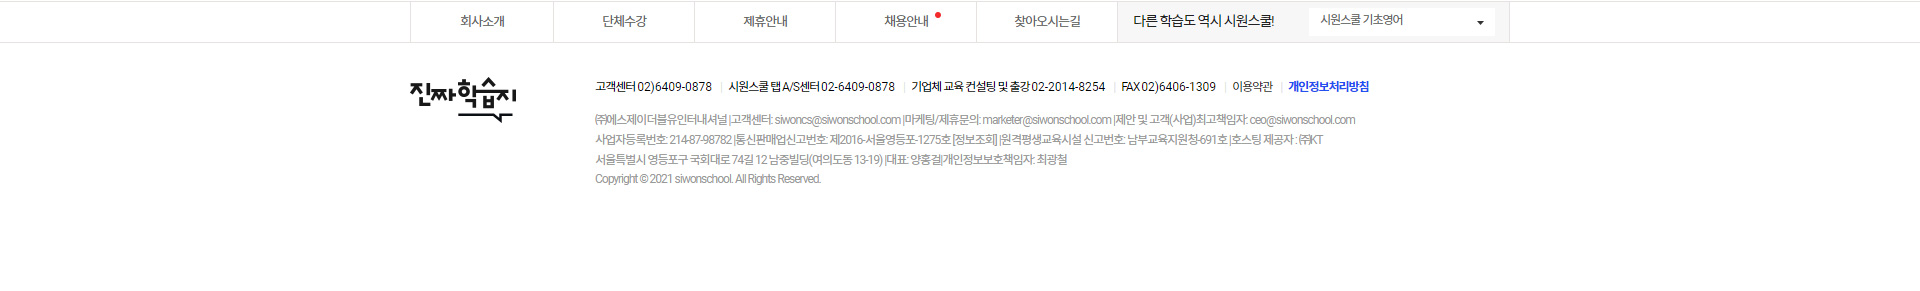 회사소개 단체수강 제휴안내 채용안내 찾아오시는길 다른 학습도 역시 시원스쿨! 시원스쿨 기초영어
진짜학습지
고객센터 02)6409-0878 시원스쿨 탭 A/S센터 02-6409-0878 기업체 교육 컨설팅 및 출강 02-2014-8254 FAX 02)6406-1309 이용약관 개인정보처리방침
㈜에스제이더블유인터내셔널 |고객센터: siwoncs@siwonschool.com |마케팅/제휴문의: marketer@siwonschool.com |제안 및 고객(사업)최고책임자: ceo@siwonschool.com
사업자등록번호: 214-87-98782 |통신판매업신고번호: 제2016-서울영등포-1275호 [정보조회] |원격평생교육시설 신고번호: 남부교육지원청-691호 |호스팅 제공자 : ㈜KT
서울특별시 영등포구 국회대로 74길 12 남중빌딩(여의도동 13-19) |대표: 양홍걸|개인정보보호책임자: 최광철
Copyright © 2021 siwonschool. All Rights Reserved.